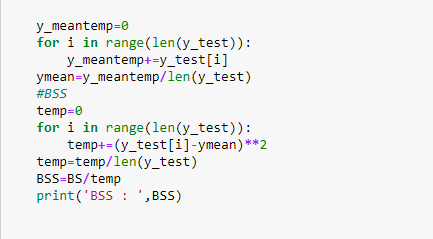 y_meantemp=0
for i in range(len(y_test)):
    y_meantemp+=y_test[i]
ymean=y_meantemp/len(y_test)
#BSS
temp=0
for i in range(len(y_test)):
    temp+=(y_test[i]-ymean)**2
temp=temp/len(y_test)
BSS=BS/temp
print('BSS : ',BSS)